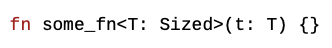 fn some_fn<T: Sized>(t: T) {}